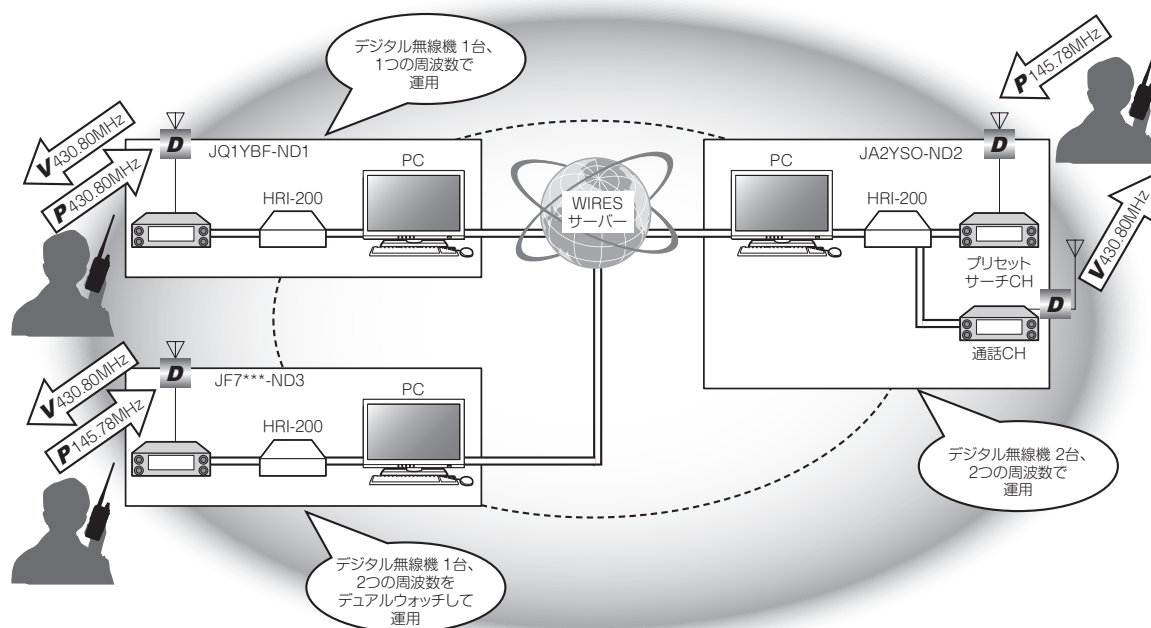 デジタル無線機 1台、
1つの周波数で
運用
V430.80MHz
P430.80MHz
D
JQ1YBF-ND1
PC
HRI-200
WIRES
サーバー
P145.78MHz
D
JA2YSO-ND2
PC
HRI-200
プリセット
サーチCH
V430.80MHz
D
通話CH
V430.80MHz
P145.78MHz
D
JF7***-ND3
PC
HRI-200
デジタル無線機 2台、
2つの周波数で
運用
デジタル無線機 1台、
2つの周波数を
デュアルウォッチして
運用